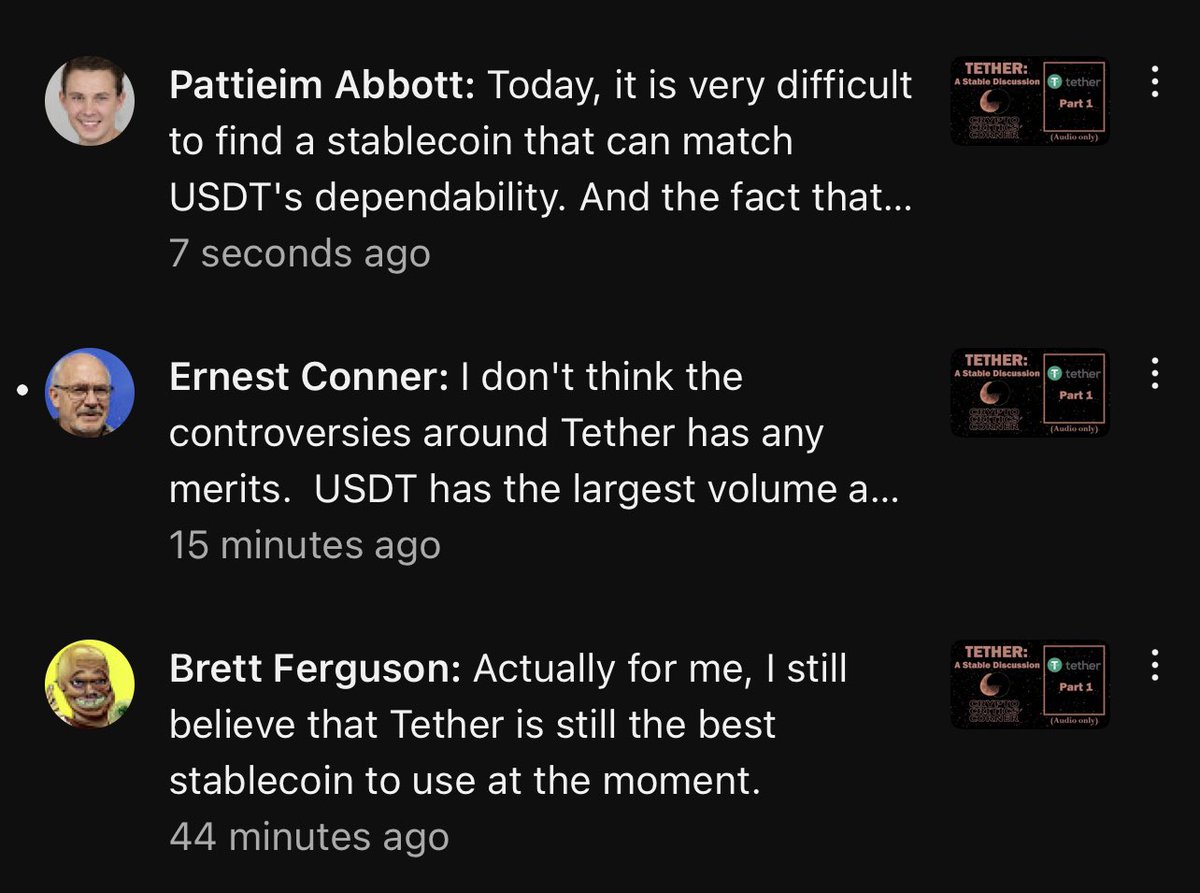 Pattieim Abbott: Today, it is very difficult
to find a stablecoin that can match
USDT's dependability. And the fact that...
7 seconds ago
TETHER:
A Stable Discussion
CRYPTO
CRITICS'
CORNER
tether
Part 1
(Audio only)
Ernest Conner: I don't think the
controversies around Tether has any
merits.  USDT has the largest volume a...
15 minutes ago
TETHER:
A Stable Discussion
CRYPTO
CRITICS'
CORNER
tether
Part 1
(Audio only)
Brett Ferguson: Actually for me, I still
believe that Tether is still the best
stablecoin to use at the moment.
44 minutes ago
TETHER:
A Stable Discussion
CRYPTO
CRITICS'
CORNER
tether
Part 1
(Audio only)